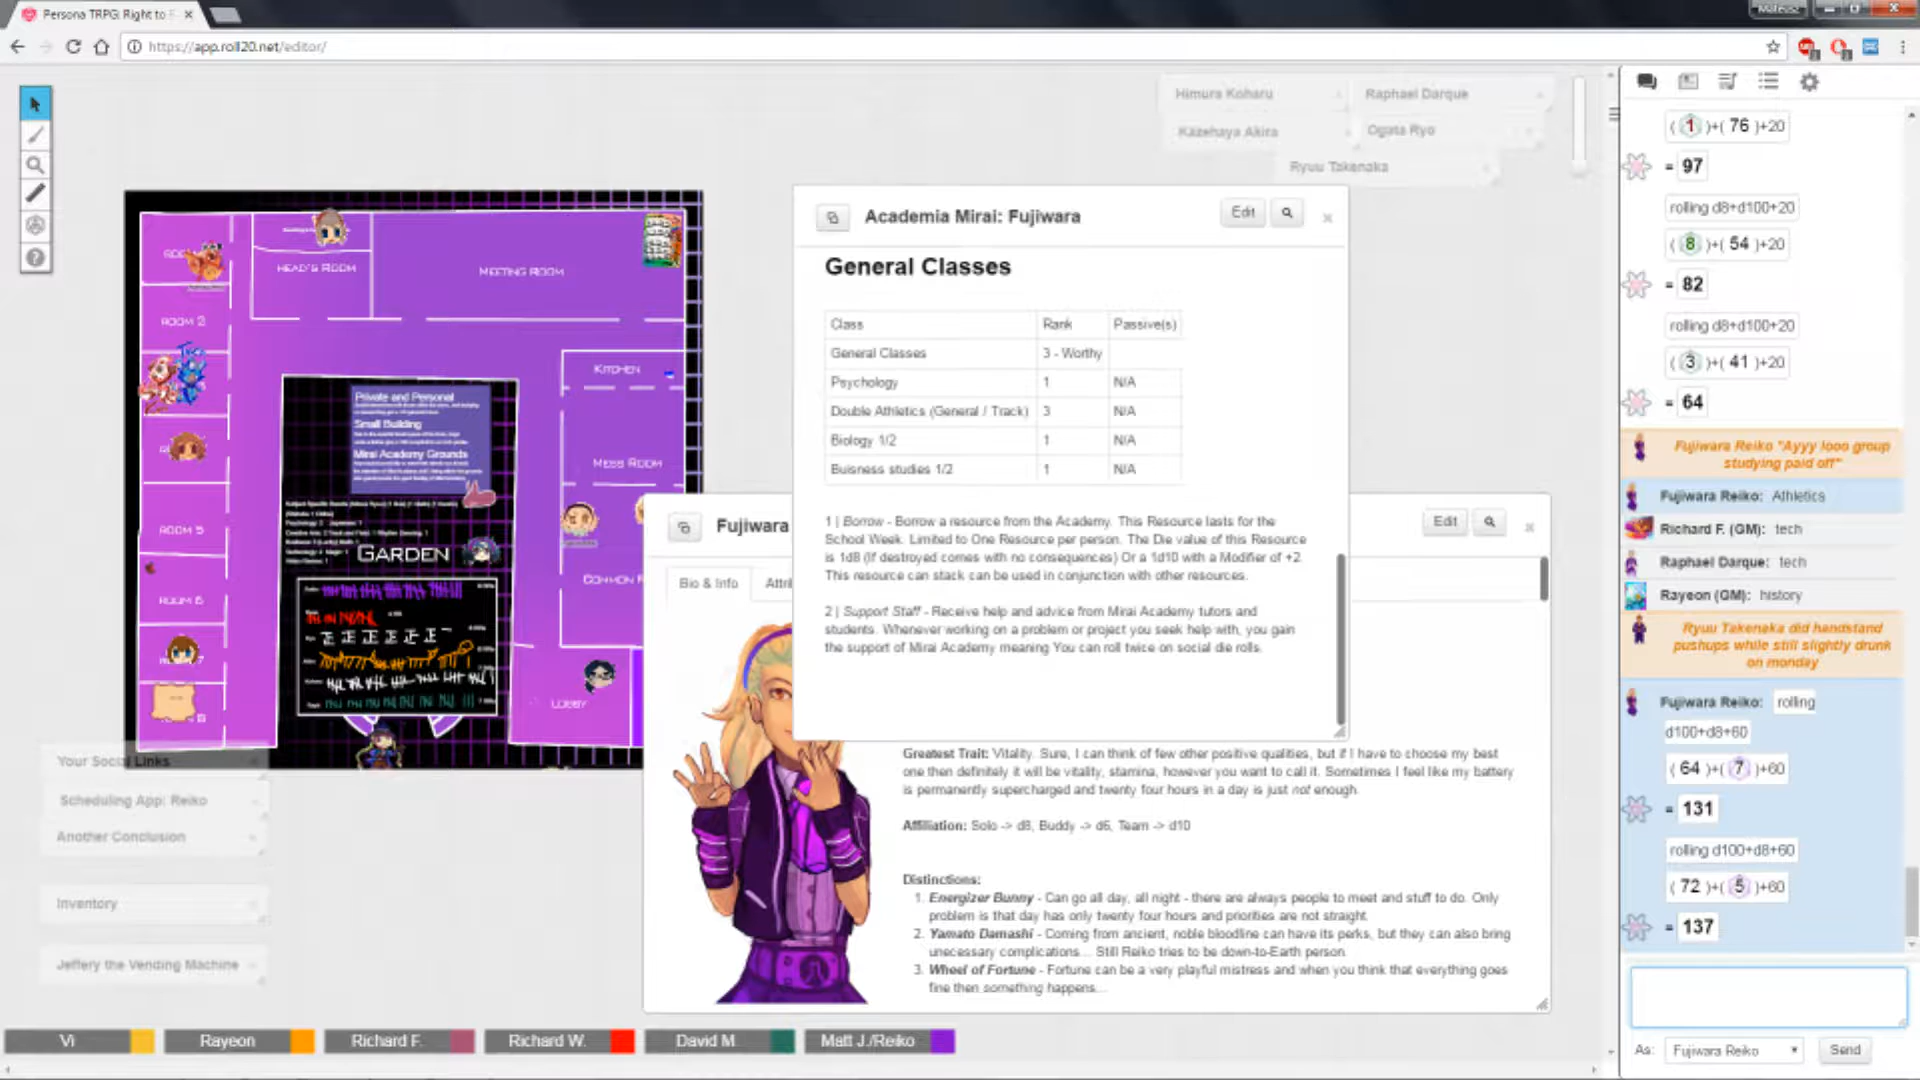 Persona TRPG: Right to
Mateusz
https://app.roll20.net/editor/
Himura Koharu
Raphael Darque
Kazehaya Akira
Ogata Ryo
Ryuu Takenaka
HEAD'S ROOM
MEETING ROOM
ROOM 2
KITCHEN
Private and Personal
Small Building
Mirai Academy Grounds
MESS ROOM
ROOM 5
GARDEN
ROOM 6
LOBBY
Your Social Links
Scheduling App: Reiko
Another Conclusion
Inventory
Jeffery the Vending Machine
Academia Mirai: Fujiwara
Edit
General Classes
Class Rank Passive(s)
General Classes 3 - Worthy
Psychology 1 N/A
Double Athletics (General / Track) 3 N/A
Biology 1/2 1 N/A
Buisness studies 1/2 1 N/A
1 | Borrow - Borrow a resource from the Academy. This Resource lasts for the
School Week. Limited to One Resource per person. The Die value of this Resource
is 1d8 (If destroyed comes with no consequences) Or a 1d10 with a Modifier of +2.
This resource can stack can be used in conjunction with other resources.
2 | Support Staff - Receive help and advice from Mirai Academy tutors and
students. Whenever working on a problem or project you seek help with, you gain
the support of Mirai Academy meaning You can roll twice on social die rolls.
Fujiwara
Edit
Bio & Info
Attri
Greatest Trait: Vitality. Sure, I can think of few other positive qualities, but if I have to choose my best
one then definitely it will be vitality, stamina, however you want to call it. Sometimes I feel like my battery
is permanently supercharged and twenty four hours in a day is just not enough.
Affiliation: Solo -> d8, Buddy -> d6, Team -> d10
Distinctions:
1. Energizer Bunny - Can go all day, all night - there are always people to meet and stuff to do. Only
problem is that day has only twenty four hours and priorities are not straight.
2. Yamato Damashi - Coming from ancient, noble bloodline can have its perks, but they can also bring
unecessary complications... Still Reiko tries to be down-to-Earth person.
3. Wheel of Fortune - Fortune can be a very playful mistress and when you think that everything goes
fine then something happens...
Vi
Rayeon
Richard F.
Richard W.
David M.
Matt J./Reiko
(1)+(76)+20
= 97
rolling d8+d100+20
(8)+(54)+20
= 82
rolling d8+d100+20
(3)+(41)+20
= 64
Fujiwara Reiko "Ayyy looo group
studying paid off"
Fujiwara Reiko: Athletics
Richard F. (GM): tech
Raphael Darque: tech
Rayeon (GM): history
Ryuu Takenaka did handstand
pushups while still slightly drunk
on monday
Fujiwara Reiko: rolling
d100+d8+60
(64)+(7)+60
= 131
rolling d100+d8+60
(72)+(5)+60
= 137
As: Fujiwara Reiko
Send